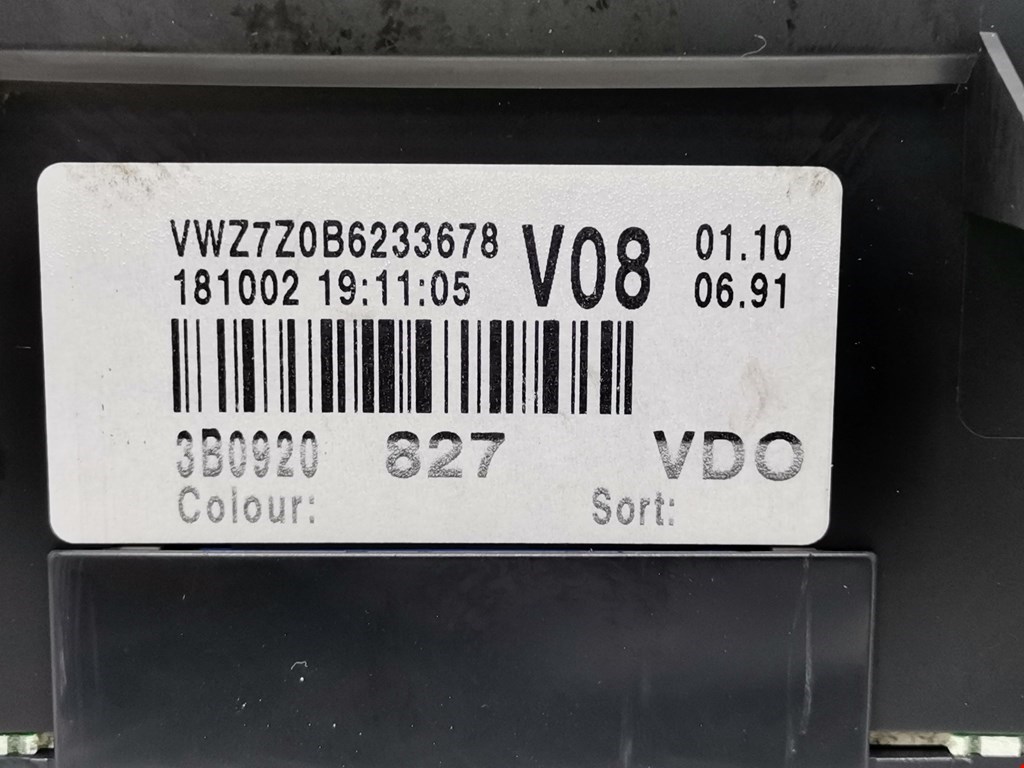 VWZ7Z0B6233678 V08 01.10
181002 19:11:05 06.91
3B0920 827 VDO
Colour: Sort: